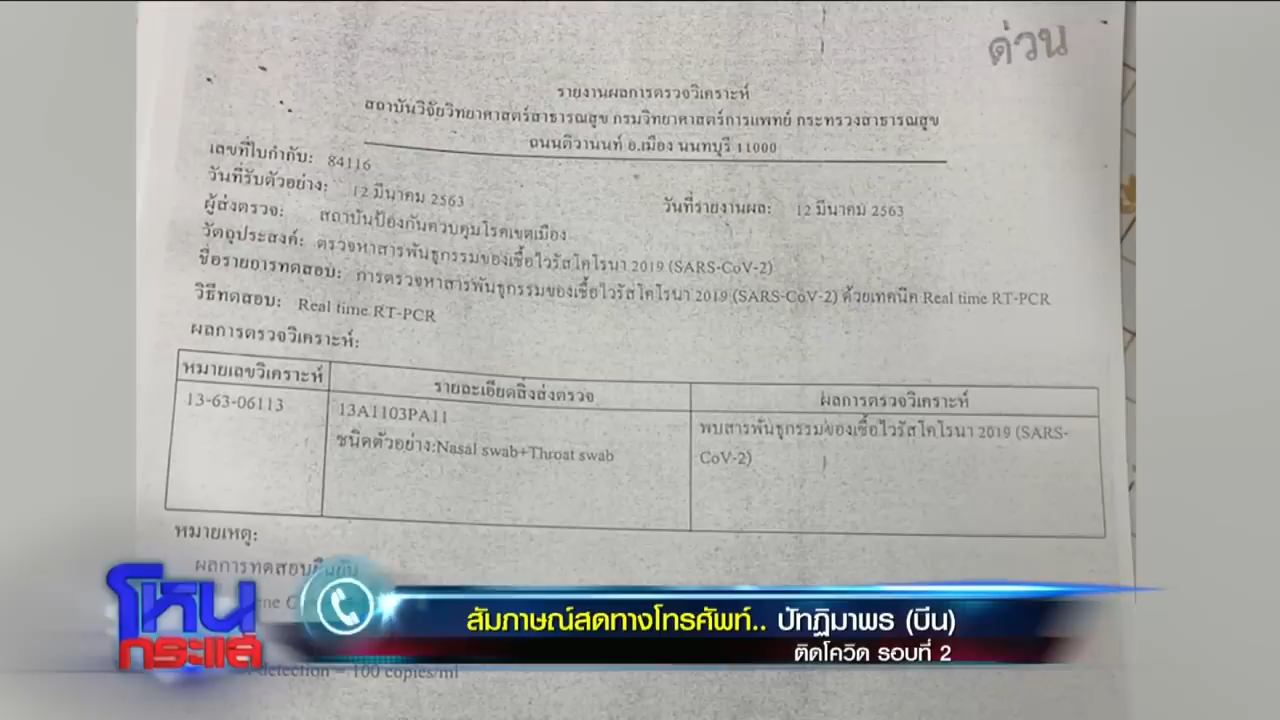 ด่วน
รายงานผลการตรวจวิเคราะห์
สถาบันวิจัยวิทยาศาสตร์สาธารณสุข กรมวิทยาศาสตร์การแพทย์ กระทรวงสาธารณสุข
ถนนติวานนท์ อ.เมือง นนทบุรี 11000
เลขที่ใบกำกับ: 84116
วันที่รับตัวอย่าง: 12 มีนาคม 2563 วันที่รายงานผล: 12 มีนาคม 2563
ผู้ส่งตรวจ: สถาบันป้องกันควบคุมโรคเขตเมือง
วัตถุประสงค์: ตรวจหาสารพันธุกรรมของเชื้อไวรัสโคโรนา 2019 (SARS-CoV-2)
ชื่อรายการทดสอบ: การตรวจหาสารพันธุกรรมของเชื้อไวรัสโคโรนา 2019 (SARS-CoV-2) ด้วยเทคนิค Real time RT-PCR
วิธีทดสอบ: Real time RT-PCR
ผลการตรวจวิเคราะห์:
หมายเลขวิเคราะห์ รายละเอียดสิ่งส่งตรวจ ผลการตรวจวิเคราะห์
13-63-06113 13A1103PA11 พบสารพันธุกรรมของเชื้อไวรัสโคโรนา 2019 (SARS-
ชนิดตัวอย่าง:Nasal swab+Throat swab CoV-2)
หมายเหตุ:
ผลการทดสอบยืนยัน
โหนกระแส
สัมภาษณ์สดทางโทรศัพท์.. ปัทฏิมาพร (บีน)
ติดโควิด รอบที่ 2
detection = 100 copies/ml